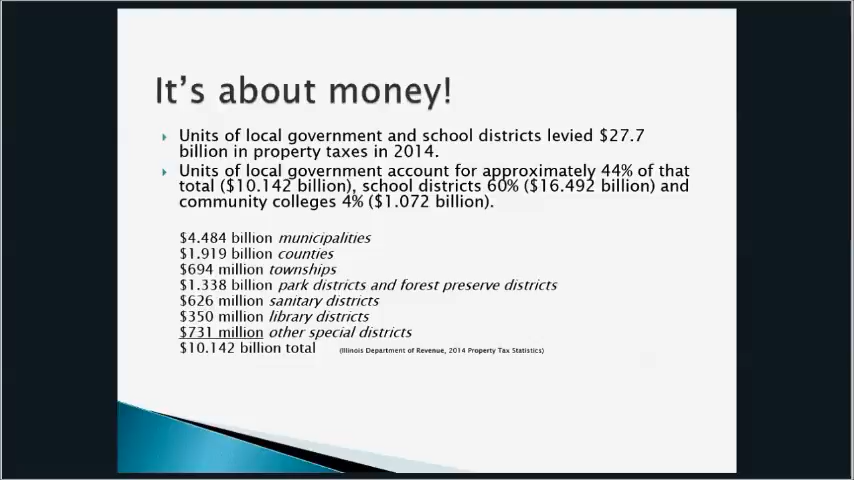 It's about money!
Units of local government and school districts levied $27.7
billion in property taxes in 2014.
Units of local government account for approximately 44% of that
total ($10.142 billion), school districts 60% ($16.492 billion) and
community colleges 4% ($1.072 billion).
$4.484 billion municipalities
$1.919 billion counties
$694 million townships
$1.338 billion park districts and forest preserve districts
$626 million sanitary districts
$350 million library districts
$731 million other special districts
$10.142 billion total (Illinois Department of Revenue, 2014 Property Tax Statistics)